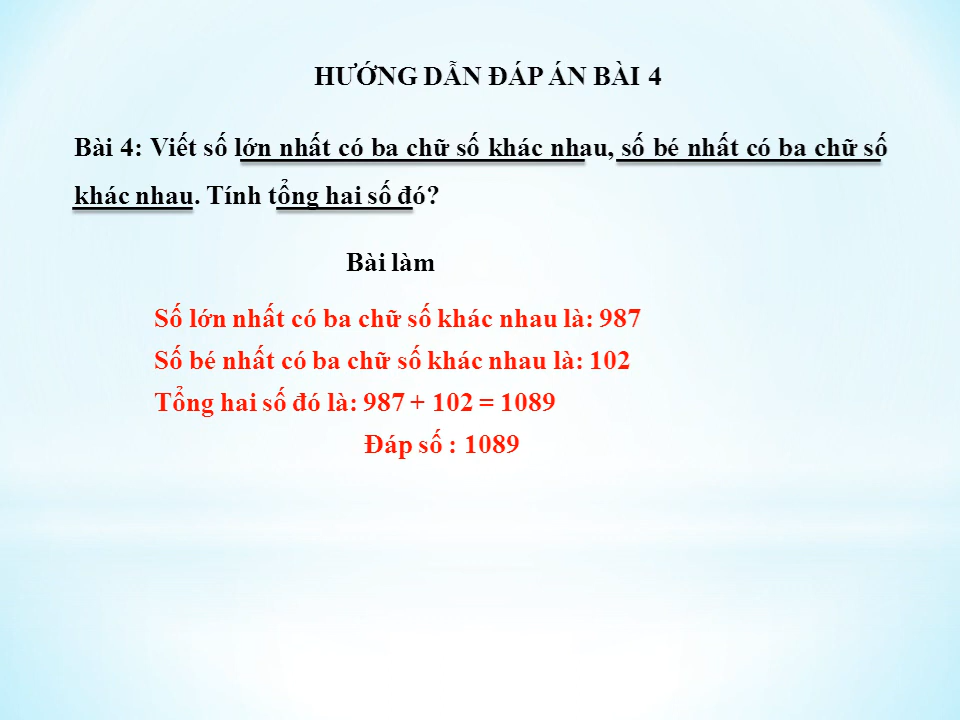 HƯỚNG DẪN ĐÁP ÁN BÀI 4
Bài 4: Viết số lớn nhất có ba chữ số khác nhau, số bé nhất có ba chữ số
khác nhau. Tính tổng hai số đó?
Bài làm
Số lớn nhất có ba chữ số khác nhau là: 987
Số bé nhất có ba chữ số khác nhau là: 102
Tổng hai số đó là: 987 + 102 = 1089
Đáp số : 1089